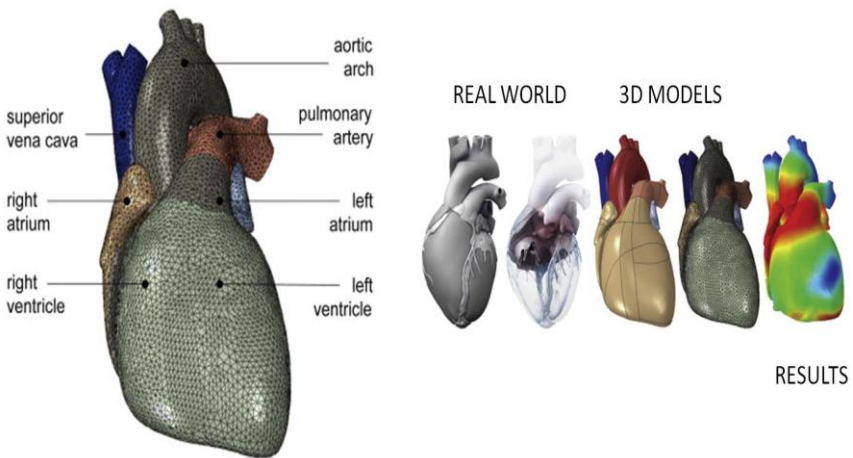 aortic
arch
superior
vena cava
pulmonary
artery
right
atrium
left
atrium
right
ventricle
left
ventricle
REAL WORLD
3D MODELS
RESULTS